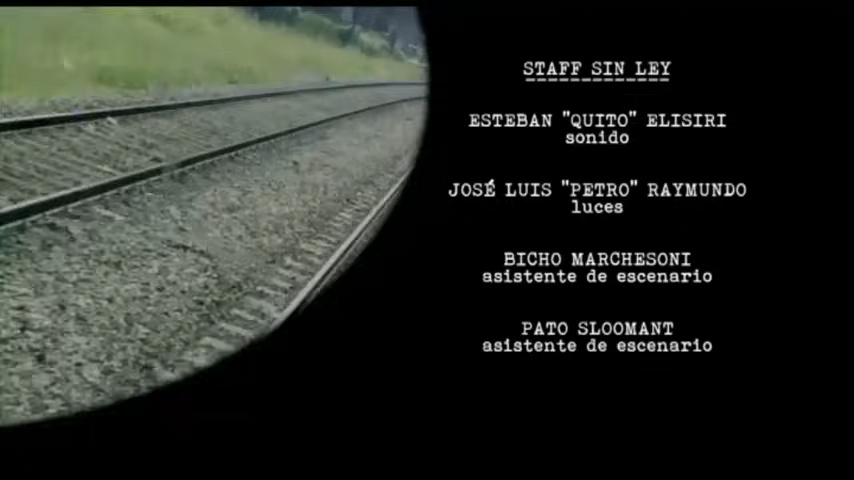 STAFF SIN LEY
ESTEBAN "QUITO" ELISIRI
sonido
JOSÉ LUIS "PETRO" RAYMUNDO
luces
BICHO MARCHESONI
asistente de escenario
PATO SLOOMANT
asistente de escenario